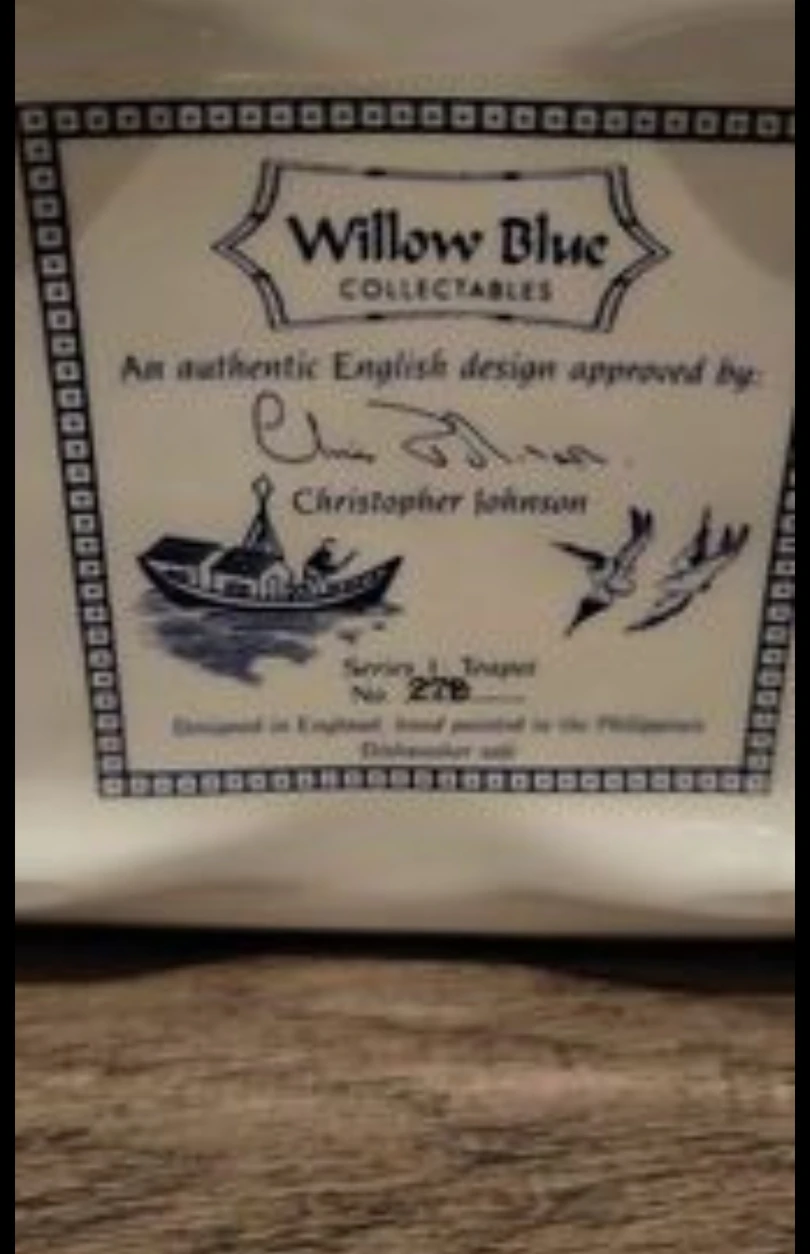 Willow Blue
COLLECTABLES
An authentic English design approved by:
Christopher Johnson
Series 1 Teapot
No 278
Designed in England, hand painted in the Philippines
Dishwasher safe